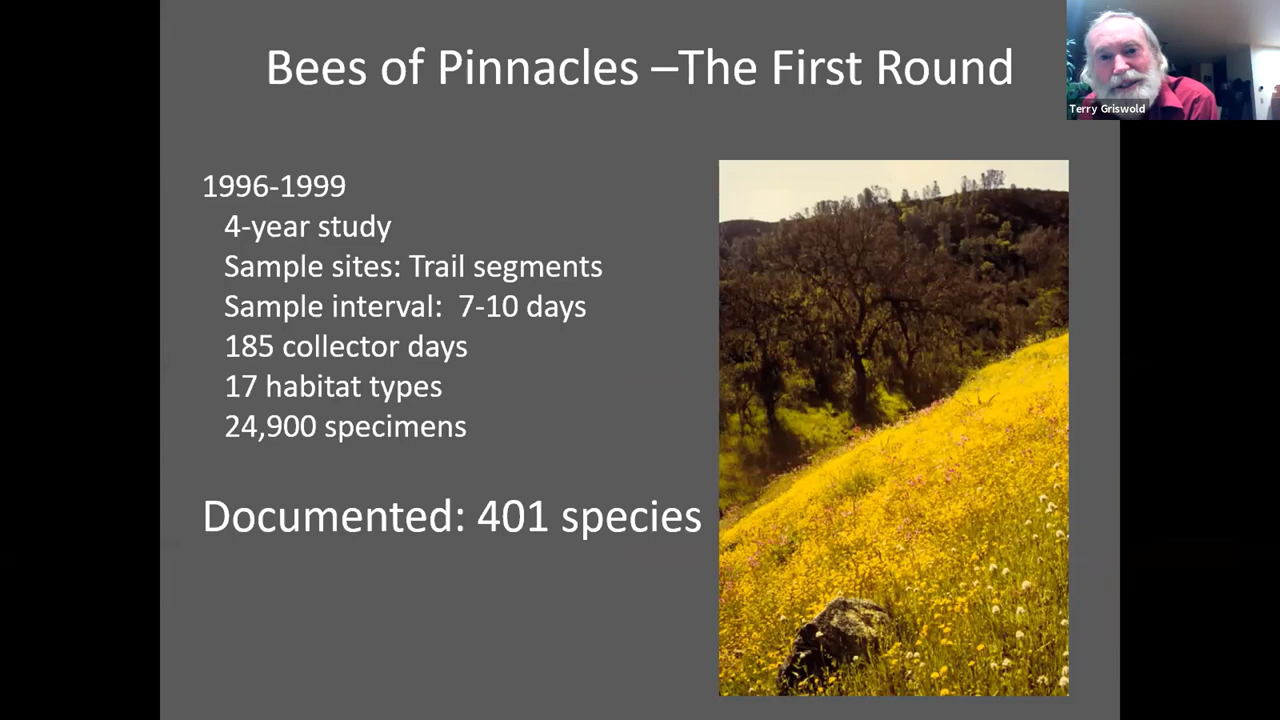 Bees of Pinnacles –The First Round
Terry Griswold
1996-1999
4-year study
Sample sites: Trail segments
Sample interval:  7-10 days
185 collector days
17 habitat types
24,900 specimens
Documented: 401 species